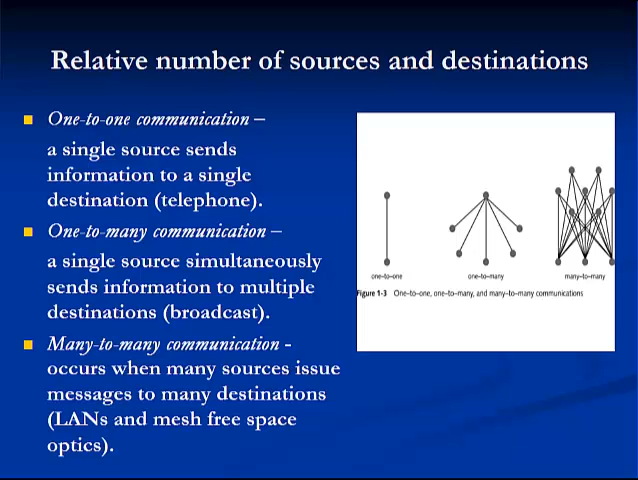 Relative number of sources and destinations
One-to-one communication –
a single source sends
information to a single
destination (telephone).
One-to-many communication –
a single source simultaneously
sends information to multiple
destinations (broadcast).
Many-to-many communication -
occurs when many sources issue
messages to many destinations
(LANs and mesh free space
optics).
one-to-one one-to-many many-to-many
Figure 1-3 One-to-one, one-to-many, and many-to-many communications